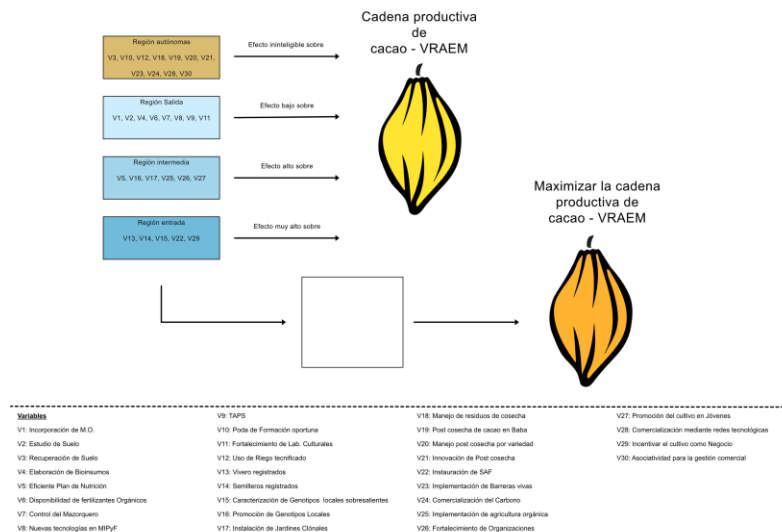 Cadena productiva
de
cacao - VRAEM
Región autónomas
V3, V10, V12, V18, V19, V20, V21,
V23, V24, V28, V30
Efecto ininteligible sobre
Región Salida
V1, V2, V4, V6, V7, V8, V9, V11
Efecto bajo sobre
Región intermedia
V5, V16, V17, V25, V26, V27
Efecto alto sobre
Región entrada
V13, V14, V15, V22, V29
Efecto muy alto sobre
Maximizar la cadena
productiva de
cacao - VRAEM
Variables
V1: Incorporación de M.O.
V2: Estudio de Suelo
V3: Recuperación de Suelo
V4: Elaboración de Bioinsumos
V5: Eficiente Plan de Nutrición
V6: Disponibilidad de fertilizantes Orgánicos
V7: Control del Mazorquero
V8: Nuevas tecnologías en MIPyF
V9: TAPS
V10: Poda de Formación oportuna
V11: Fortalecimiento de Lab. Culturales
V12: Uso de Riego tecnificado
V13: Vivero registrados
V14: Semilleros registrados
V15: Caracterización de Genotipos locales sobresalientes
V16: Promoción de Genotipos Locales
V17: Instalación de Jardines Clónales
V18: Manejo de residuos de cosecha
V19: Post cosecha de cacao en Baba
V20: Manejo post cosecha por variedad
V21: Innovación de Post cosecha
V22: Instauración de SAF
V23: Implementación de Barreras vivas
V24: Comercialización del Carbono
V25: Implementación de agricultura orgánica
V26: Fortalecimiento de Organizaciones
V27: Promoción del cultivo en Jóvenes
V28: Comercialización mediante redes tecnológicas
V29: Incentivar el cultivo como Negocio
V30: Asociatividad para la gestión comercial